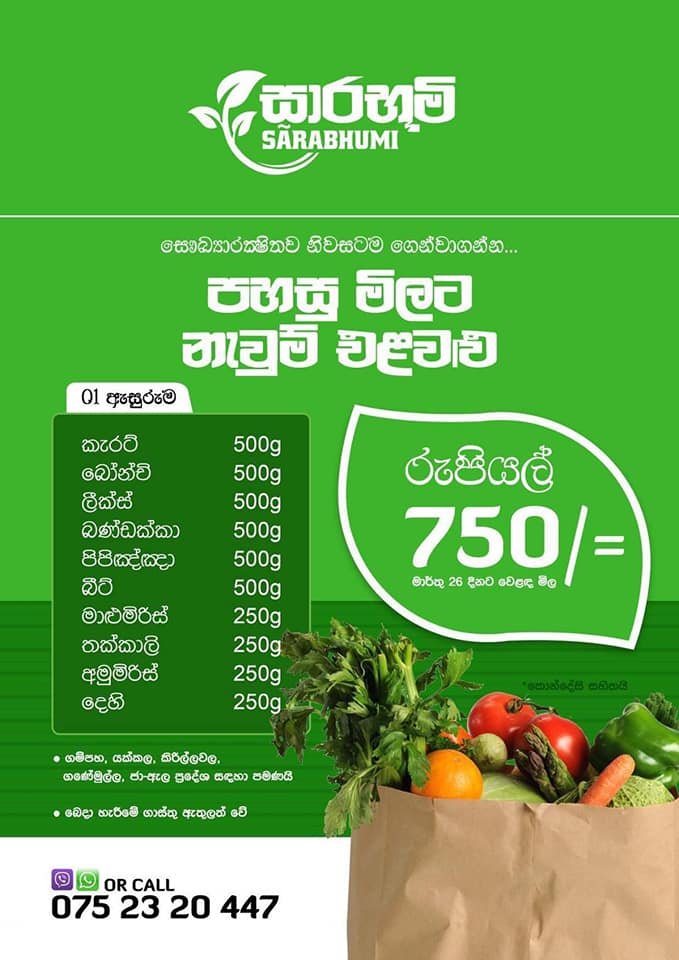 සාරභූමි
SÃRABHUMI
සෞඛ්‍යාරක්‍ෂිතව නිවසටම ගෙන්වාගන්න...
පහසු මිලට
නැවුම් එළවළු
01 ඇසුරුම
කැරට් 500g
බෝන්චි 500g
ලීක්ස් 500g
බණ්ඩක්කා 500g
පිපිඤ්ඤා 500g
බීට් 500g
මාළුමිරිස් 250g
තක්කාලි 250g
අමුමිරිස් 250g
දෙහි 250g
රුපියල්
750/=
මාර්තු 26 දිනට වෙළඳ මිල
*කොන්දේසි සහිතයි
• ගම්පහ, යක්කල, කිරිල්ලවල,
ගණේමුල්ල, ජා-ඇල ප්‍රදේශ සඳහා පමණයි
• බෙදා හැරීමේ ගාස්තු ඇතුලත් වේ
OR CALL
075 23 20 447